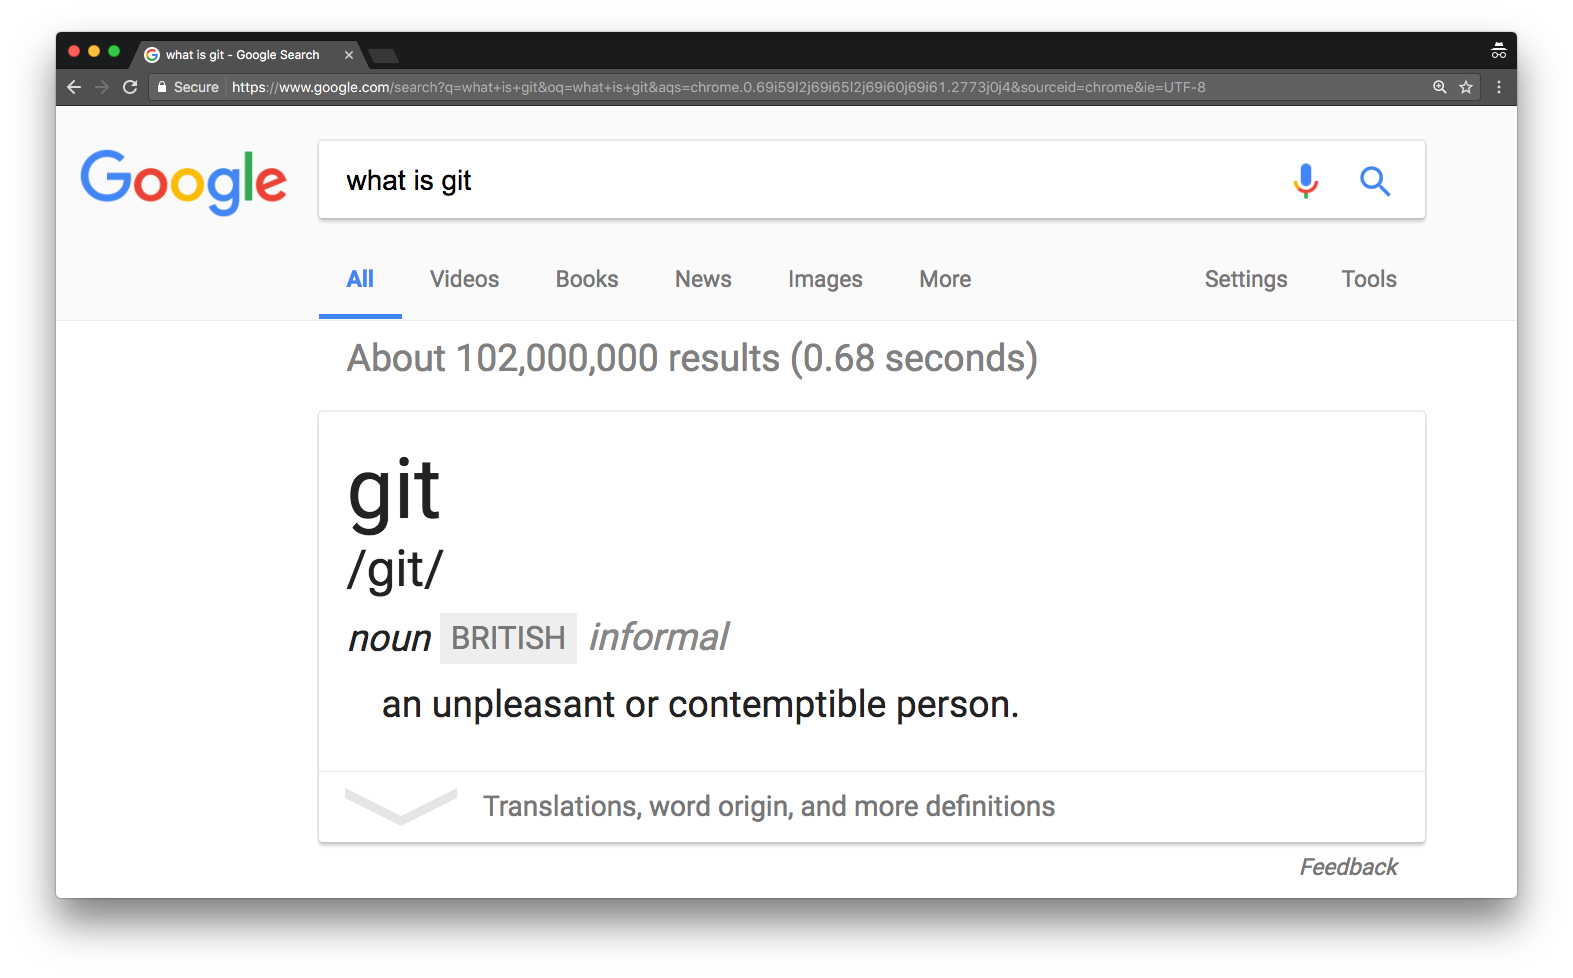 what is git - Google Search
Secure https://www.google.com/search?q=what+is+git&oq=what+is+git&aqs=chrome.0.69i59l2j69i65l2j69i60j69i61.2773j0j4&sourceid=chrome&ie=UTF-8
Google what is git
All Videos Books News Images More Settings Tools
About 102,000,000 results (0.68 seconds)
git
/git/
noun BRITISH informal
an unpleasant or contemptible person.
Translations, word origin, and more definitions
Feedback